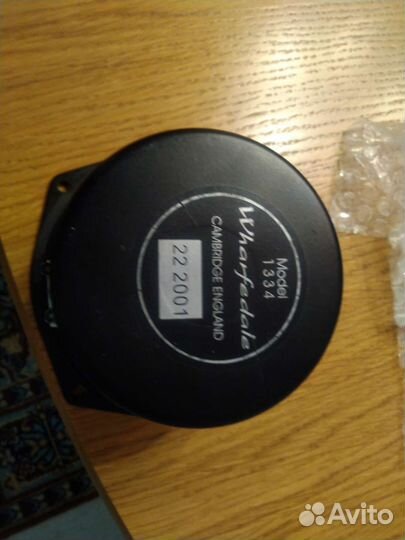 Model
1334
Wharfedale
CAMBRIDGE ENGLAND
22 2001
Avito